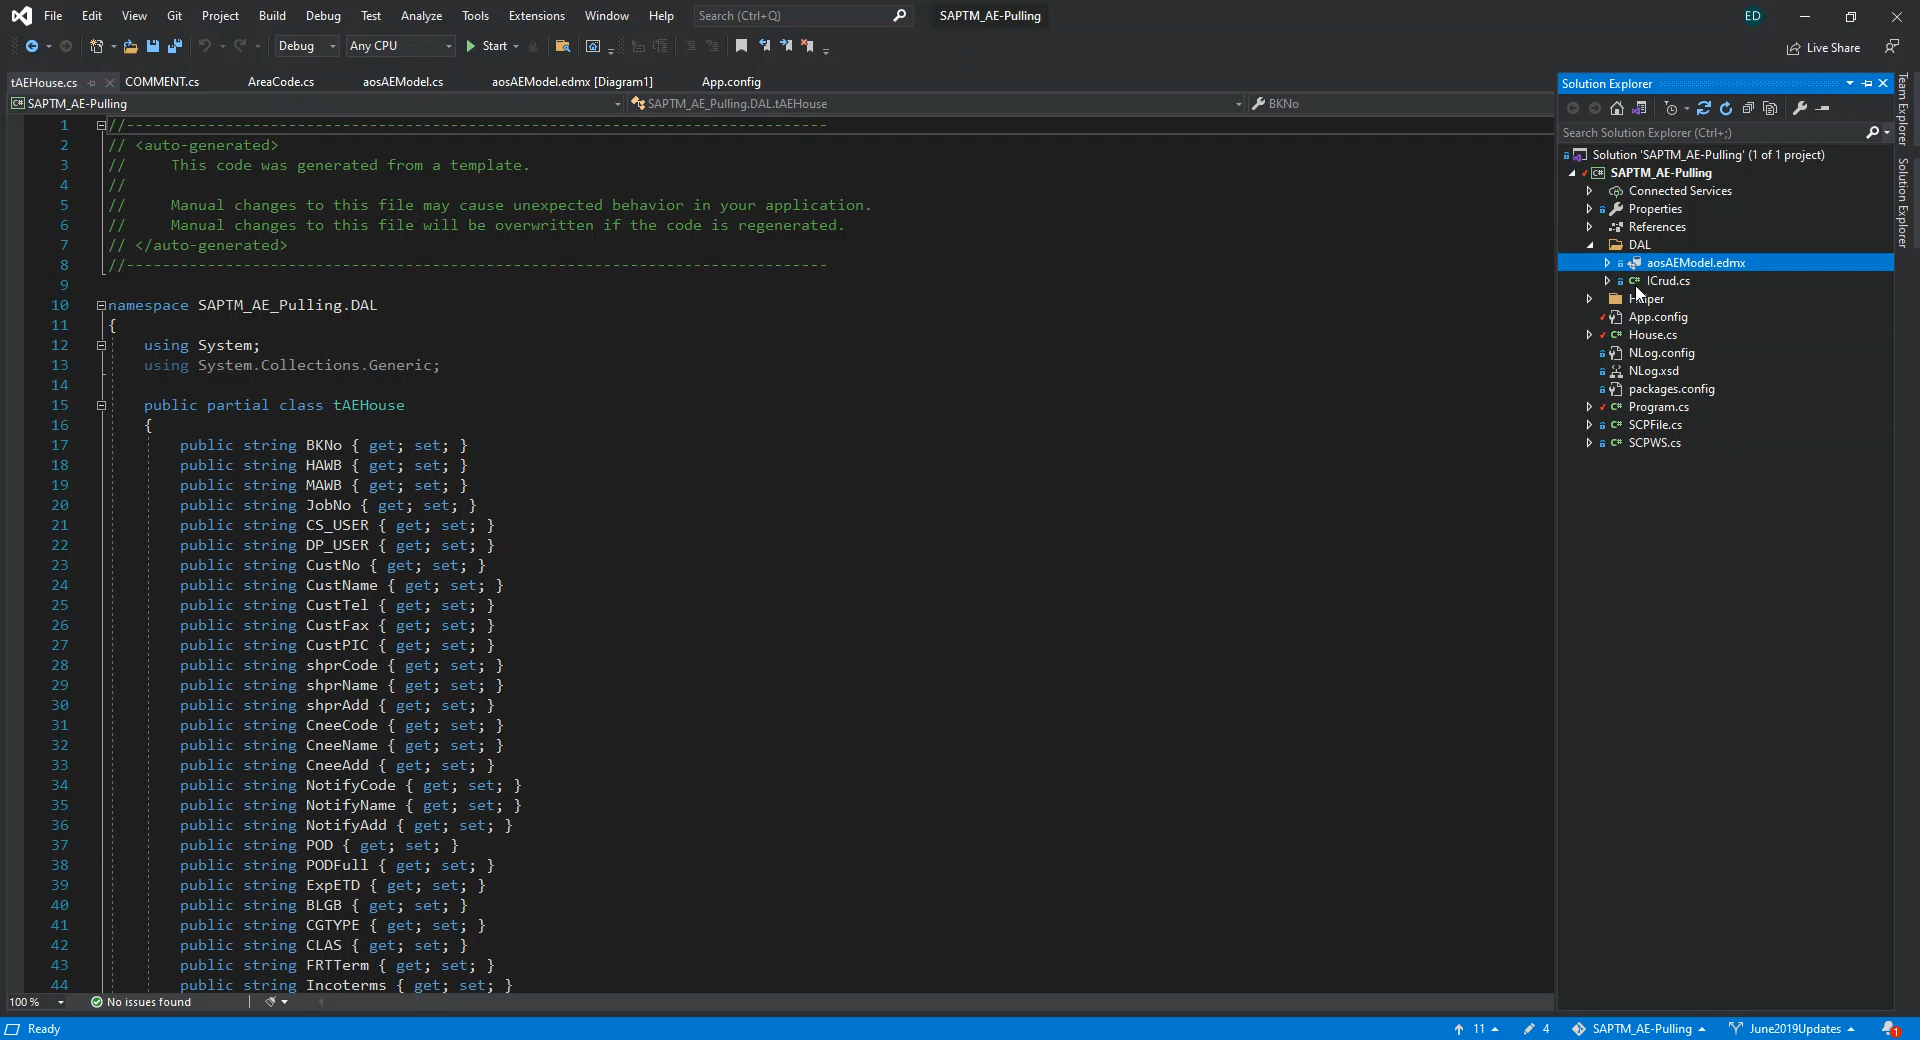 File Edit View Git Project Build Debug Test Analyze Tools Extensions Window Help Search (Ctrl+Q) SAPTM_AE-Pulling ED
Debug Any CPU Start Live Share
tAEHouse.cs COMMENT.cs AreaCode.cs aosAEModel.cs aosAEModel.edmx [Diagram1] App.config
C# SAPTM_AE-Pulling SAPTM_AE_Pulling.DAL.tAEHouse BKNo
1 //------------------------------------------------------------------------------
2 // <auto-generated>
3 //     This code was generated from a template.
4 //
5 //     Manual changes to this file may cause unexpected behavior in your application.
6 //     Manual changes to this file will be overwritten if the code is regenerated.
7 // </auto-generated>
8 //------------------------------------------------------------------------------
9
10 namespace SAPTM_AE_Pulling.DAL
11 {
12     using System;
13     using System.Collections.Generic;
14
15     public partial class tAEHouse
16     {
17         public string BKNo { get; set; }
18         public string HAWB { get; set; }
19         public string MAWB { get; set; }
20         public string JobNo { get; set; }
21         public string CS_USER { get; set; }
22         public string DP_USER { get; set; }
23         public string CustNo { get; set; }
24         public string CustName { get; set; }
25         public string CustTel { get; set; }
26         public string CustFax { get; set; }
27         public string CustPIC { get; set; }
28         public string shprCode { get; set; }
29         public string shprName { get; set; }
30         public string shprAdd { get; set; }
31         public string CneeCode { get; set; }
32         public string CneeName { get; set; }
33         public string CneeAdd { get; set; }
34         public string NotifyCode { get; set; }
35         public string NotifyName { get; set; }
36         public string NotifyAdd { get; set; }
37         public string POD { get; set; }
38         public string PODFull { get; set; }
39         public string ExpETD { get; set; }
40         public string BLGB { get; set; }
41         public string CGTYPE { get; set; }
42         public string CLAS { get; set; }
43         public string FRTTerm { get; set; }
44         public string Incoterms { get; set; }
100 % No issues found
Solution Explorer
Search Solution Explorer (Ctrl+;)
Solution 'SAPTM_AE-Pulling' (1 of 1 project)
C# SAPTM_AE-Pulling
Connected Services
Properties
References
DAL
aosAEModel.edmx
C# ICrud.cs
App.config
C# House.cs
NLog.config
NLog.xsd
packages.config
C# Program.cs
C# SCPFile.cs
C# SCPWS.cs
Team Explorer
Solution Explorer
Ready 11 4 SAPTM_AE-Pulling June2019Updates 1